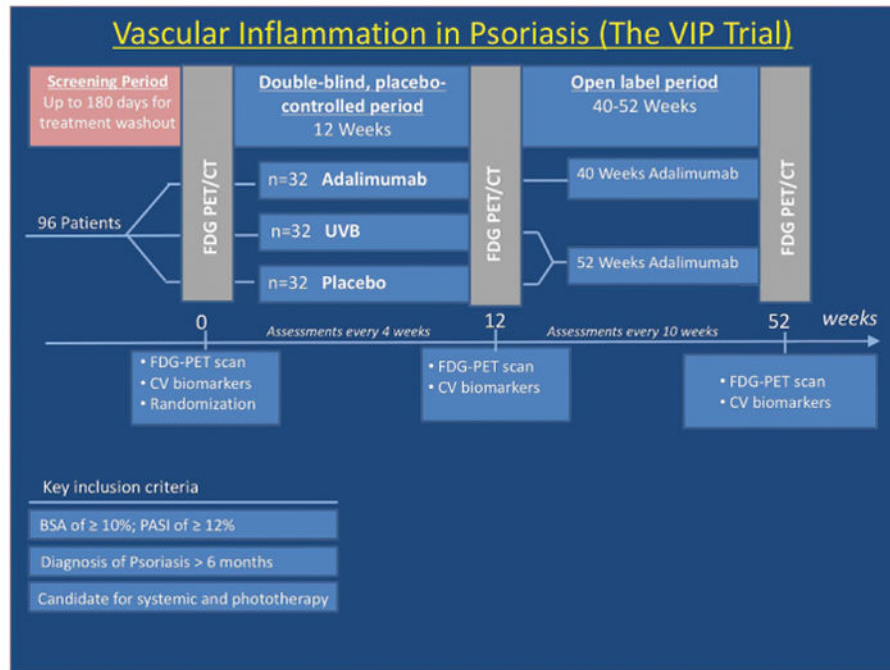 Vascular Inflammation in Psoriasis (The VIP Trial)
Screening Period
Up to 180 days for
treatment washout
FDG PET/CT
Double-blind, placebo-
controlled period
12 Weeks
FDG PET/CT
Open label period
40-52 Weeks
FDG PET/CT
96 Patients
n=32 Adalimumab
n=32 UVB
n=32 Placebo
40 Weeks Adalimumab
52 Weeks Adalimumab
0
Assessments every 4 weeks
12
Assessments every 10 weeks
52
weeks
• FDG-PET scan
• CV biomarkers
• Randomization
• FDG-PET scan
• CV biomarkers
• FDG-PET scan
• CV biomarkers
Key inclusion criteria
BSA of ≥ 10%; PASI of ≥ 12%
Diagnosis of Psoriasis > 6 months
Candidate for systemic and phototherapy